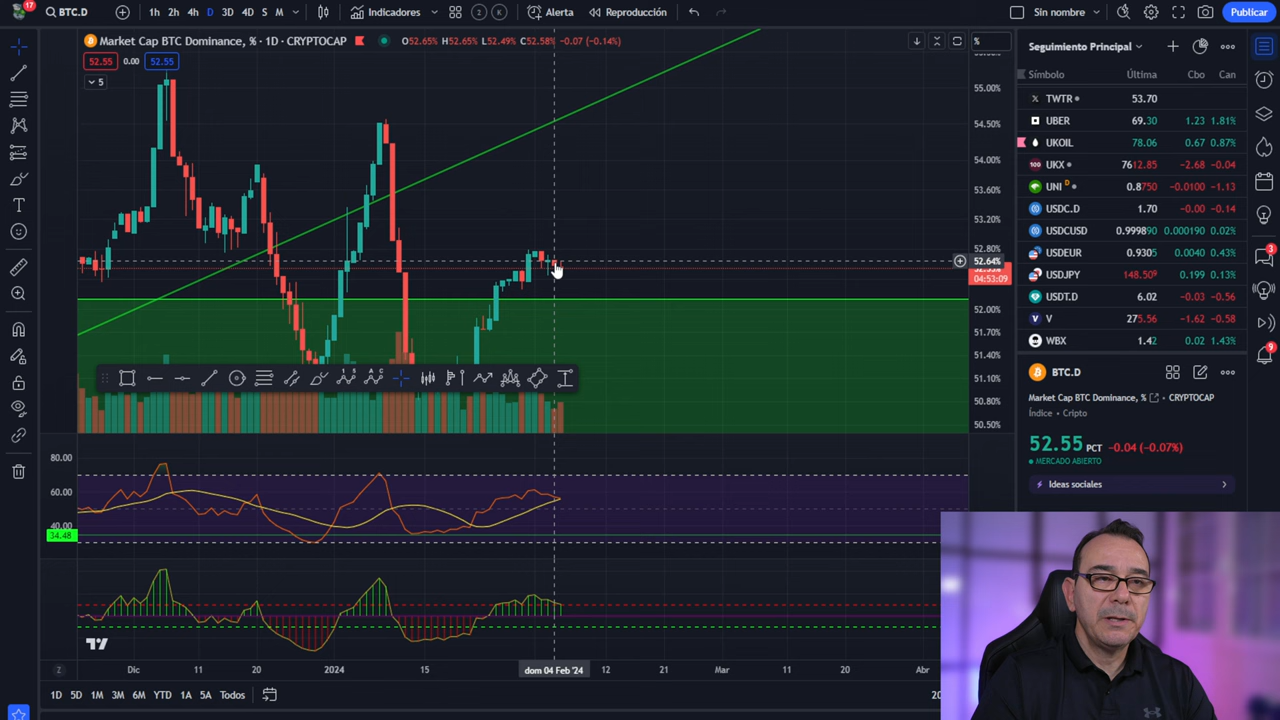 17
BTC.D
1h 2h 4h D 3D 4D S M
Indicadores
2 K
Alerta
Reproducción
Sin nombre
Publicar
Market Cap BTC Dominance, % · 1D · CRYPTOCAP
O52.65% H52.65% L52.49% C52.58% -0.07 (-0.14%)
52.55 0.00 52.55
5
%
55.00%
54.50%
54.00%
53.60%
53.20%
52.80%
52.64%
04:53:09
52.00%
51.70%
51.40%
51.10%
50.80%
50.50%
80.00
60.00
40.00
34.48
2 Dic 11 20 2024 15 dom 04 Feb '24 12 21 Mar 11 20 Abr
1D 5D 1M 3M 6M YTD 1A 5A Todos
Seguimiento Principal
Símbolo Última Cbo Can
TWTR 53.70
UBER 69.30 1.23 1.81%
UKOIL 78.06 0.67 0.87%
UKX 7612.85 -2.68 -0.04
UNI D 0.8750 -0.0100 -1.13
USDC.D 1.70 -0.00 -0.14
USDCUSD 0.999890 0.000190 0.02%
USDEUR 0.9305 0.0040 0.43%
USDJPY 148.509 0.199 0.13%
USDT.D 6.02 -0.03 -0.56
V 275.56 -1.62 -0.58
WBX 1.42 0.02 1.43%
BTC.D
Market Cap BTC Dominance, % • CRYPTOCAP
Índice • Cripto
52.55 PCT -0.04 (-0.07%)
MERCADO ABIERTO
Ideas sociales
3
9